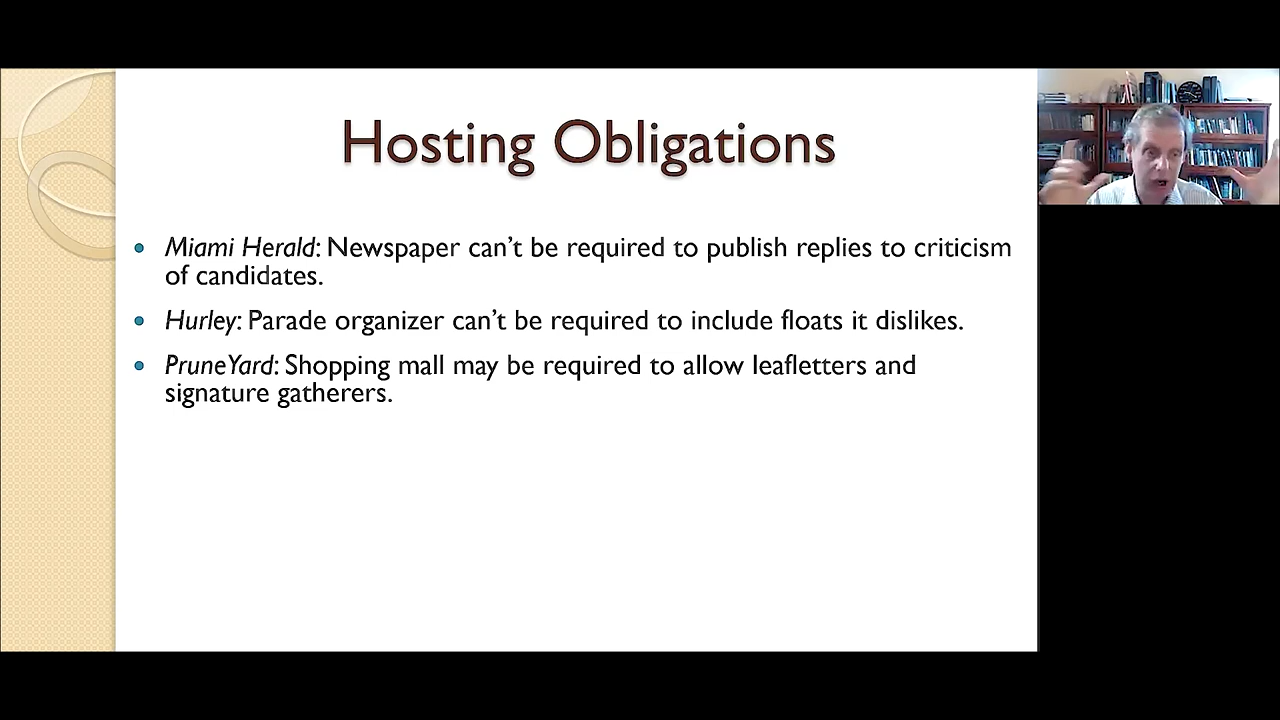 Hosting Obligations
• Miami Herald: Newspaper can’t be required to publish replies to criticism
of candidates.
• Hurley: Parade organizer can’t be required to include floats it dislikes.
• PruneYard: Shopping mall may be required to allow leafletters and
signature gatherers.